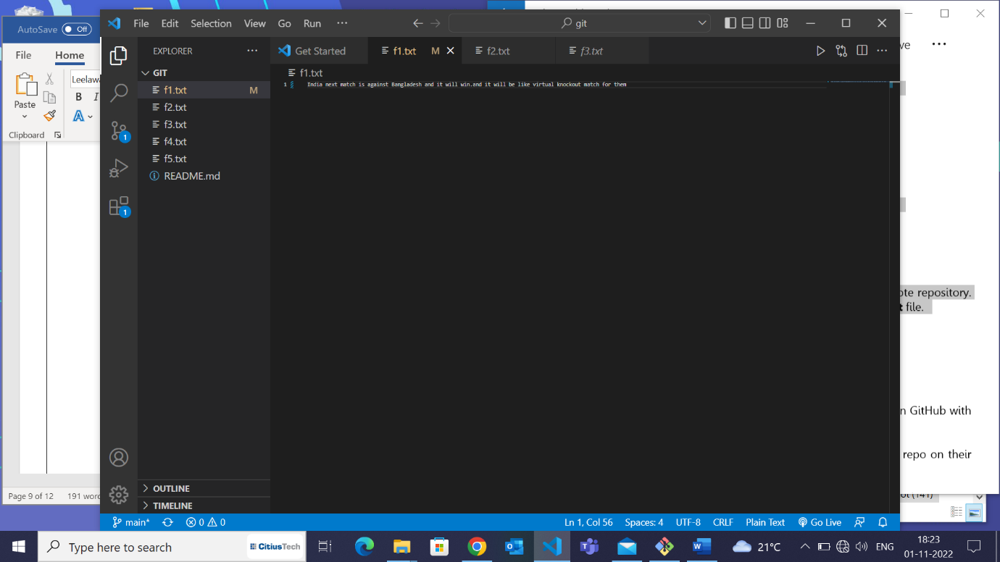 AutoSave Off
File Home
Leelawa
Paste
B I
A
Clipboard
Page 9 of 12 191 word
File Edit Selection View Go Run ···
git
EXPLORER ···
GIT
f1.txt M
f2.txt
f3.txt
f4.txt
f5.txt
README.md
OUTLINE
TIMELINE
1
1
Get Started f1.txt M f2.txt f3.txt
f1.txt
1 India next match is against Bangladesh and it will win.and it will be like virtual knockout match for them
main* 0 0 Ln 1, Col 56 Spaces: 4 UTF-8 CRLF Plain Text Go Live
ve ···
ote repository.
t file.
n GitHub with
repo on their
ot (141)
Type here to search CitiusTech 21°C ENG 18:23
01-11-2022